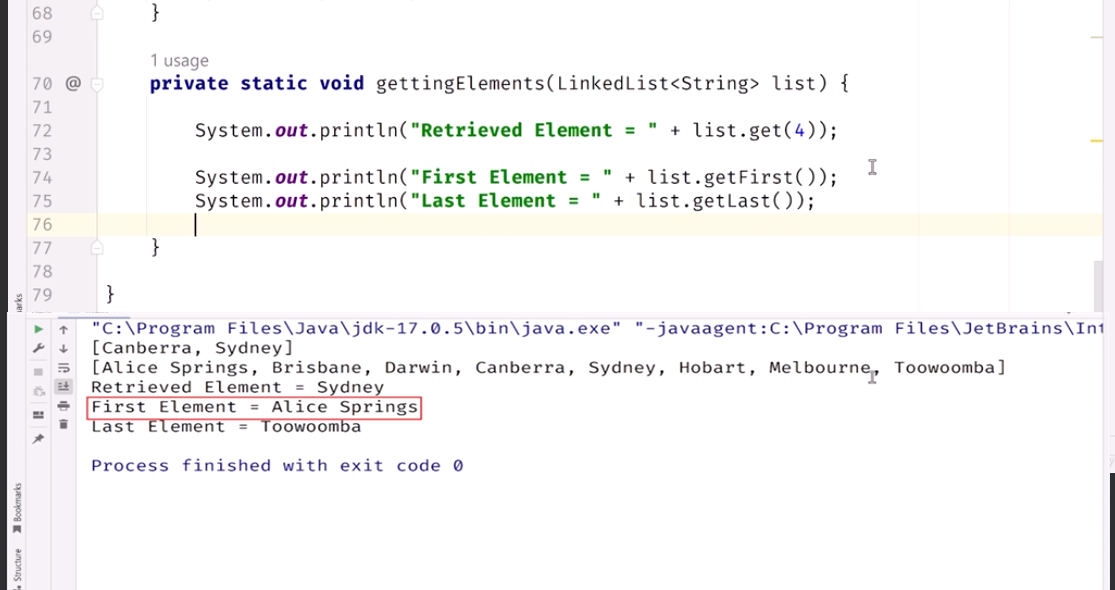 68 }
69
1 usage
70 @ private static void gettingElements(LinkedList<String> list) {
71
72 System.out.println("Retrieved Element = " + list.get(4));
73
74 System.out.println("First Element = " + list.getFirst());
75 System.out.println("Last Element = " + list.getLast());
76
77 }
78
79 }
"C:\Program Files\Java\jdk-17.0.5\bin\java.exe" "-javaagent:C:\Program Files\JetBrains\Int
[Canberra, Sydney]
[Alice Springs, Brisbane, Darwin, Canberra, Sydney, Hobart, Melbourne, Toowoomba]
Retrieved Element = Sydney
First Element = Alice Springs
Last Element = Toowoomba
Process finished with exit code 0
Bookmarks
Structure